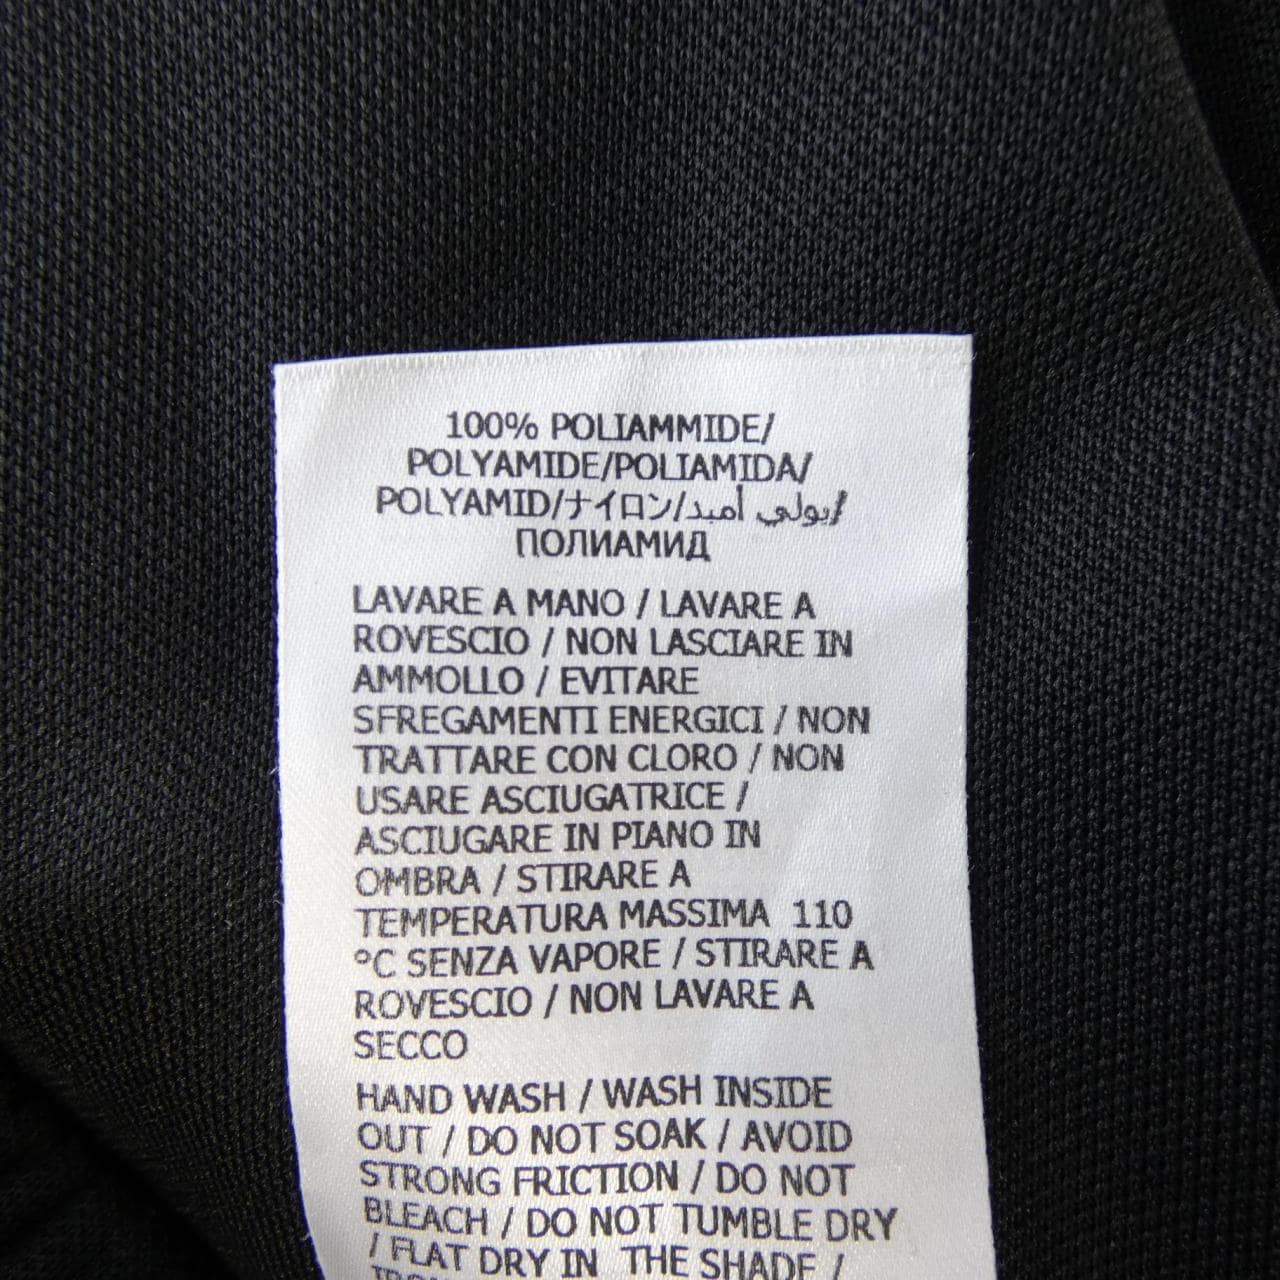 100% POLIAMMIDE/
POLYAMIDE/POLIAMIDA/
POLYAMID/ナイロン/بولي أميد/
ПОЛИАМИД
LAVARE A MANO / LAVARE A
ROVESCIO / NON LASCIARE IN
AMMOLLO / EVITARE
SFREGAMENTI ENERGICI / NON
TRATTARE CON CLORO / NON
USARE ASCIUGATRICE /
ASCIUGARE IN PIANO IN
OMBRA / STIRARE A
TEMPERATURA MASSIMA 110
°C SENZA VAPORE / STIRARE A
ROVESCIO / NON LAVARE A
SECCO
HAND WASH / WASH INSIDE
OUT / DO NOT SOAK / AVOID
STRONG FRICTION / DO NOT
BLEACH / DO NOT TUMBLE DRY
/ FLAT DRY IN THE SHADE /